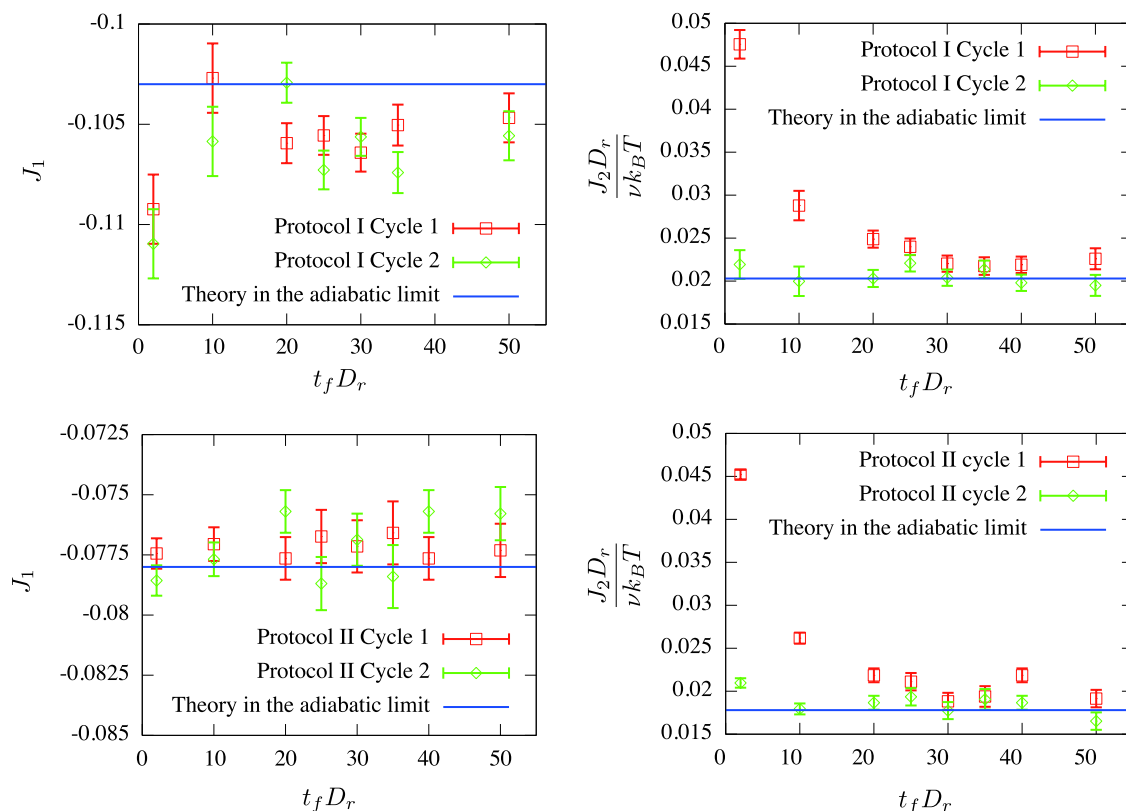 -0.1
-0.105
-0.11
-0.115
0 10 20 30 40 50
J_1
t_f D_r
Protocol I Cycle 1
Protocol I Cycle 2
Theory in the adiabatic limit
0.05
0.045
0.04
0.035
0.03
0.025
0.02
0.015
0 10 20 30 40 50
J_2 D_r
νk_B T
t_f D_r
Protocol I Cycle 1
Protocol I Cycle 2
Theory in the adiabatic limit
-0.0725
-0.075
-0.0775
-0.08
-0.0825
-0.085
0 10 20 30 40 50
J_1
t_f D_r
Protocol II Cycle 1
Protocol II Cycle 2
Theory in the adiabatic limit
0.05
0.045
0.04
0.035
0.03
0.025
0.02
0.015
0 10 20 30 40 50
J_2 D_r
νk_B T
t_f D_r
Protocol II cycle 1
Protocol II cycle 2
Theory in the adiabatic limit